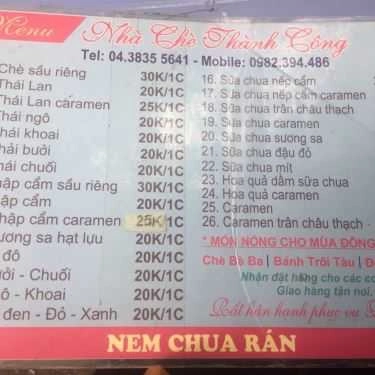 Menu Nhà Chè Thành Công
Tel: 04.3835 5641 - Mobile: 0982.394.486
Chè sầu riêng 30K/1C
Thái Lan 20K/1C
Thái Lan caramen 25K/1C
Thái ngô 20K/1C
hái khoai 20K/1C
hải bưởi 20k/1C
hái chuối 20K/1C
hập cẩm sầu riêng 30K/1C
hập cẩm 20K/1C
hập cẩm caramen 25K/1C
ương sa hạt lựu 20K/1C
đỏ 20K/1C
ưởi - Chuối 20K/1C
ô - Khoai 20K/1C
đen - Đỏ - Xanh 20K/1C
16. Sữa chua nếp cẩm
17. Sữa chua nếp cẩm caramen
18. Sữa chua trân châu thạch
19. Sữa chua caramen
20. Sữa chua sương sa
21. Sữa chua đậu đỏ
22. Sữa chua mít
23. Hoa quả dầm sữa chua
24. Hoa quả caramen
25. Caramen
26. Caramen trân châu thạch
* MÓN NÓNG CHO MÙA ĐÔNG
Chè Bà Ba | Bánh Trôi Tàu | Bá
Nhận đặt hàng cho các cơ
Giao hàng tận nơi.
Rất hân hạnh phục vụ
NEM CHUA RÁN